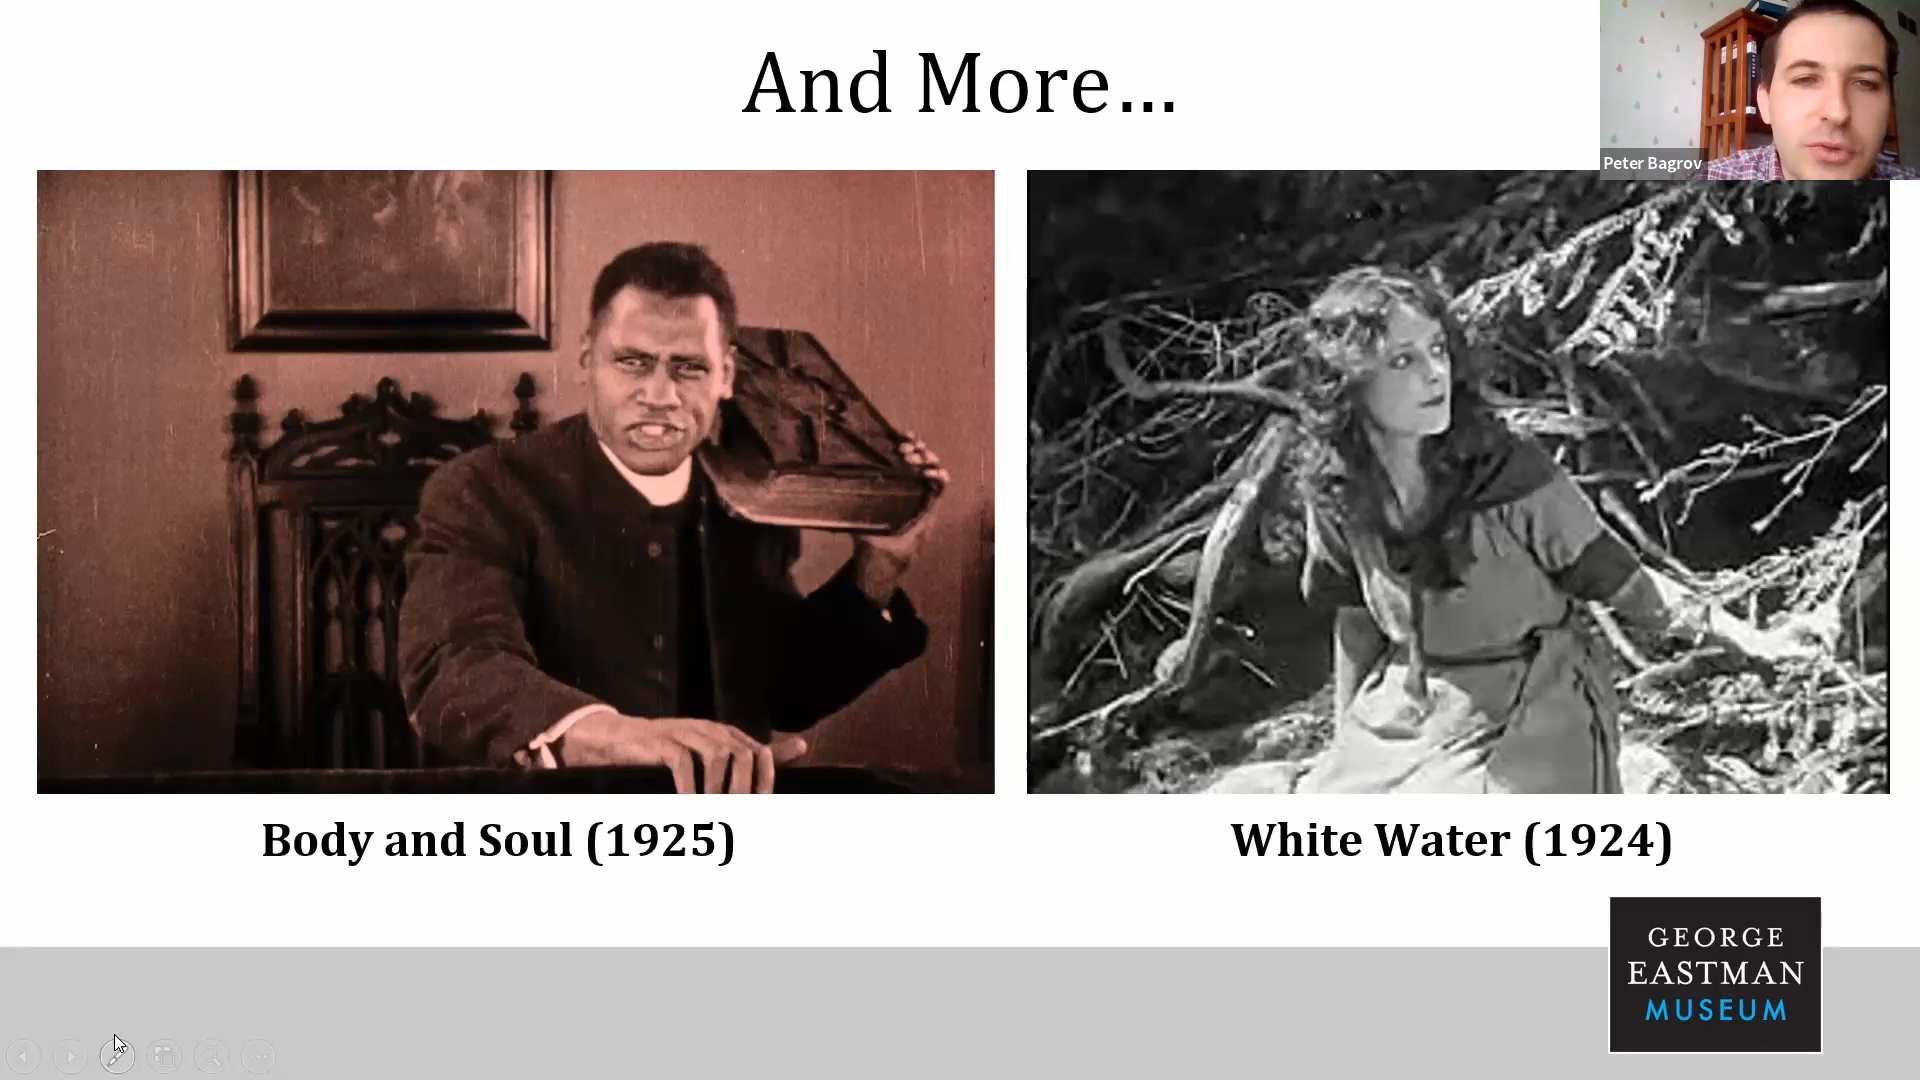 And More…
Peter Bagrov
Body and Soul (1925)
White Water (1924)
GEORGE
EASTMAN
MUSEUM